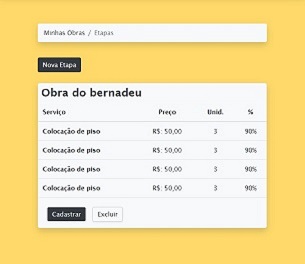 Minhas Obras / Etapas
Nova Etapa
Obra do bernadeu
Serviço Preço Unid. %
Colocação de piso R$: 50,00 3 90%
Colocação de piso R$: 50,00 3 90%
Colocação de piso R$: 50,00 3 90%
Colocação de piso R$: 50,00 3 90%
Cadastrar Excluir